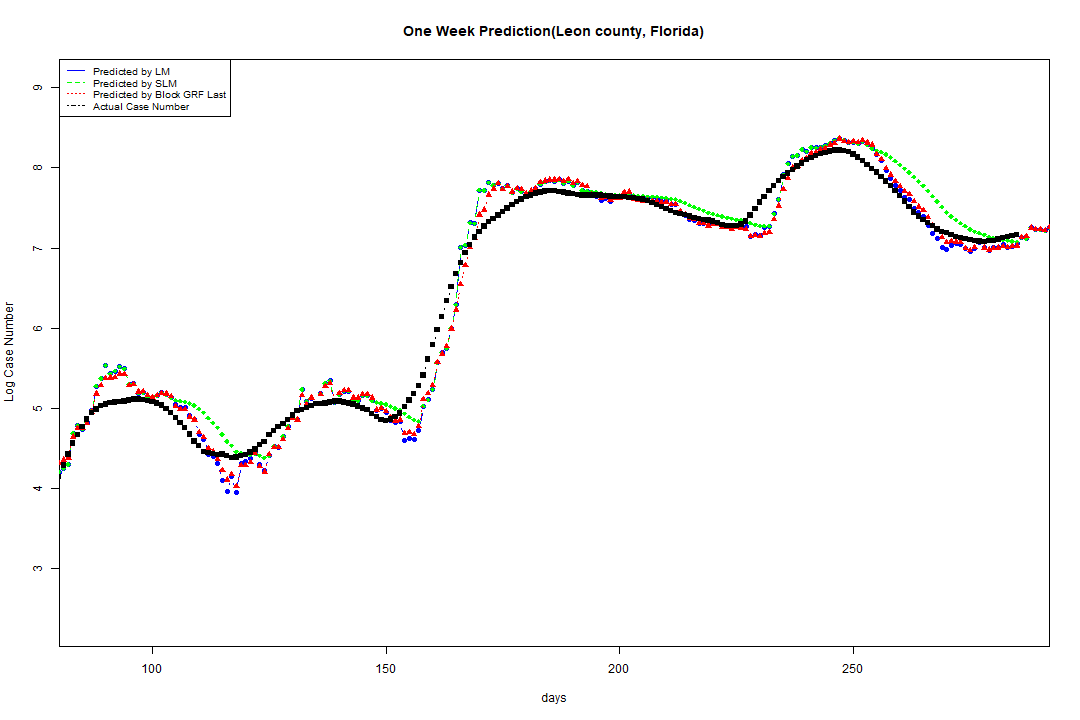 One Week Prediction(Leon county, Florida)
Predicted by LM
Predicted by SLM
Predicted by Block GRF Last
Actual Case Number
9
8
7
6
5
4
3
Log Case Number
100 150 200 250
days